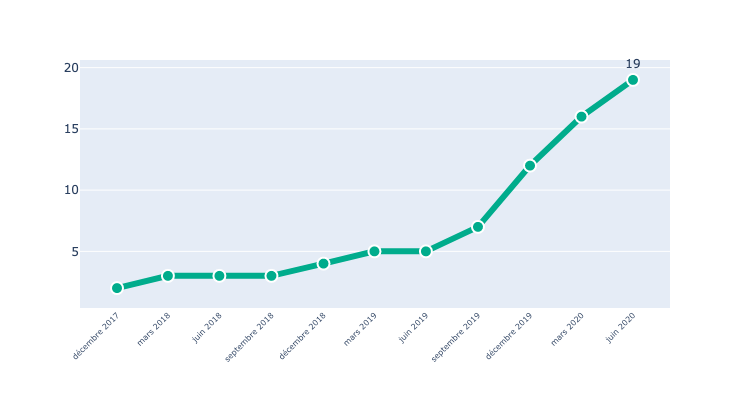 20
15
10
5
19
décembre 2017
mars 2018
juin 2018
septembre 2018
décembre 2018
mars 2019
juin 2019
septembre 2019
décembre 2019
mars 2020
juin 2020